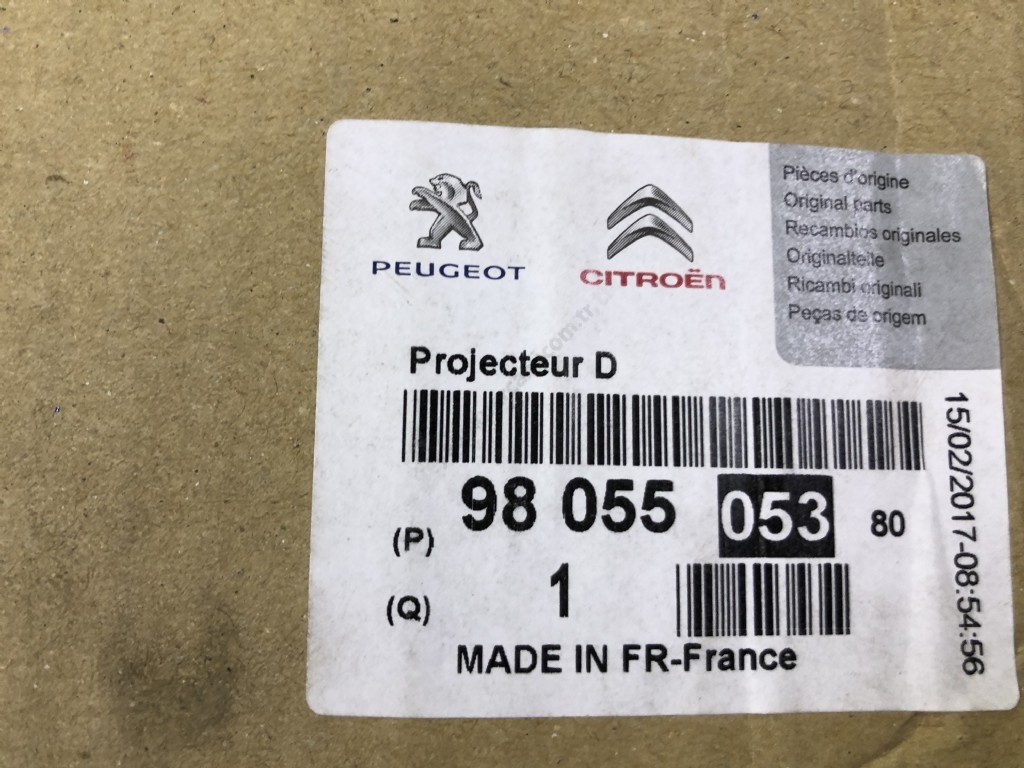 PEUGEOT
CITROËN
Pièces d'origine
Original parts
Recambios originales
Originalteile
Ricambi originali
Peças de origem
Projecteur D
(P) 98 055 053 80
(Q) 1
MADE IN FR-France
15/02/2017-08:54:56